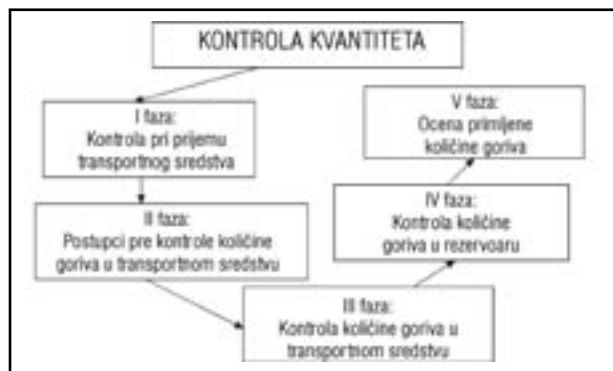 KONTROLA KVANTITETA
I faza:
Kontrola pri prijemu
transportnog sredstva
II faza:
Postupci pre kontrole količine
goriva u transportnom sredstvu
III faza:
Kontrola količine goriva u
transportnom sredstvu
IV faza:
Kontrola količine
goriva u rezervoaru
V faza:
Ocena primljene
količine goriva